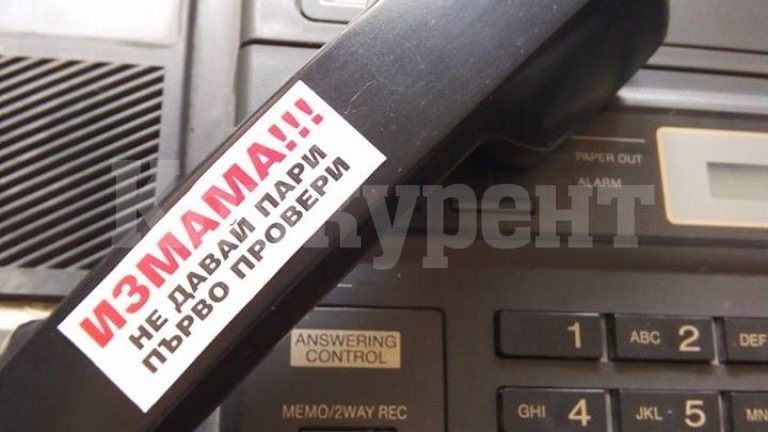 ИЗМАМА!!!
НЕ ДАВАЙ ПАРИ
ПЪРВО ПРОВЕРИ
PAPER OUT
ALARM
ANSWERING
CONTROL
MEMO/2WAY REC
1
ABC 2
DEF
GHI 4
JKL 5
MN